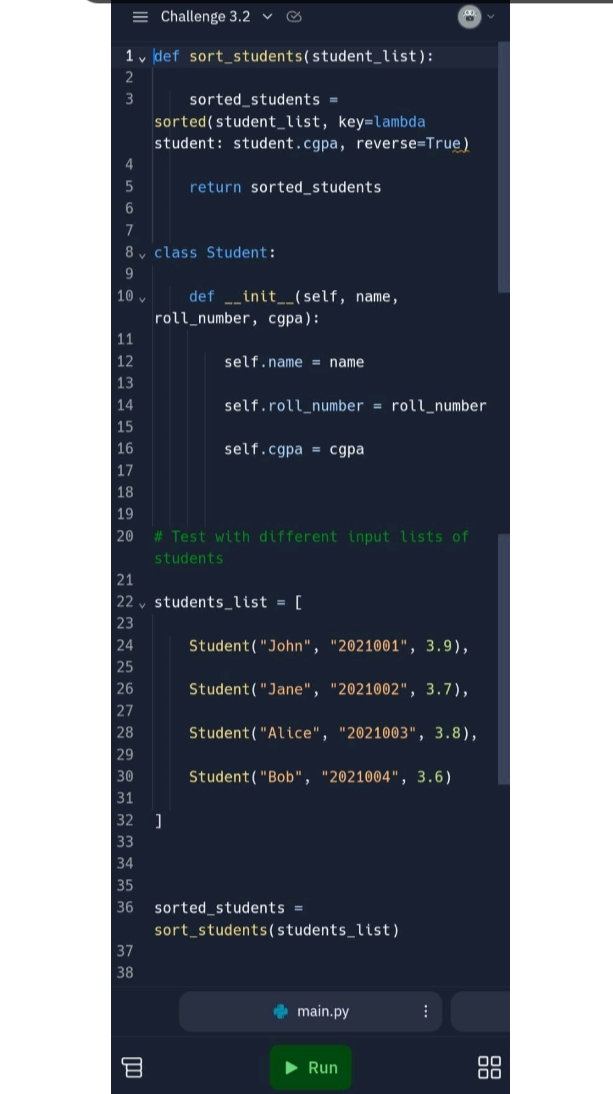 Challenge 3.2
1 def sort_students(student_list):
2
3 sorted_students =
sorted(student_list, key=lambda
student: student.cgpa, reverse=True)
4
5 return sorted_students
6
7
8 class Student:
9
10 def __init__(self, name,
roll_number, cgpa):
11
12 self.name = name
13
14 self.roll_number = roll_number
15
16 self.cgpa = cgpa
17
18
19
20 # Test with different input lists of
students
21
22 students_list = [
23
24 Student("John", "2021001", 3.9),
25
26 Student("Jane", "2021002", 3.7),
27
28 Student("Alice", "2021003", 3.8),
29
30 Student("Bob", "2021004", 3.6)
31
32 ]
33
34
35
36 sorted_students =
sort_students(students_list)
37
38
main.py
Run